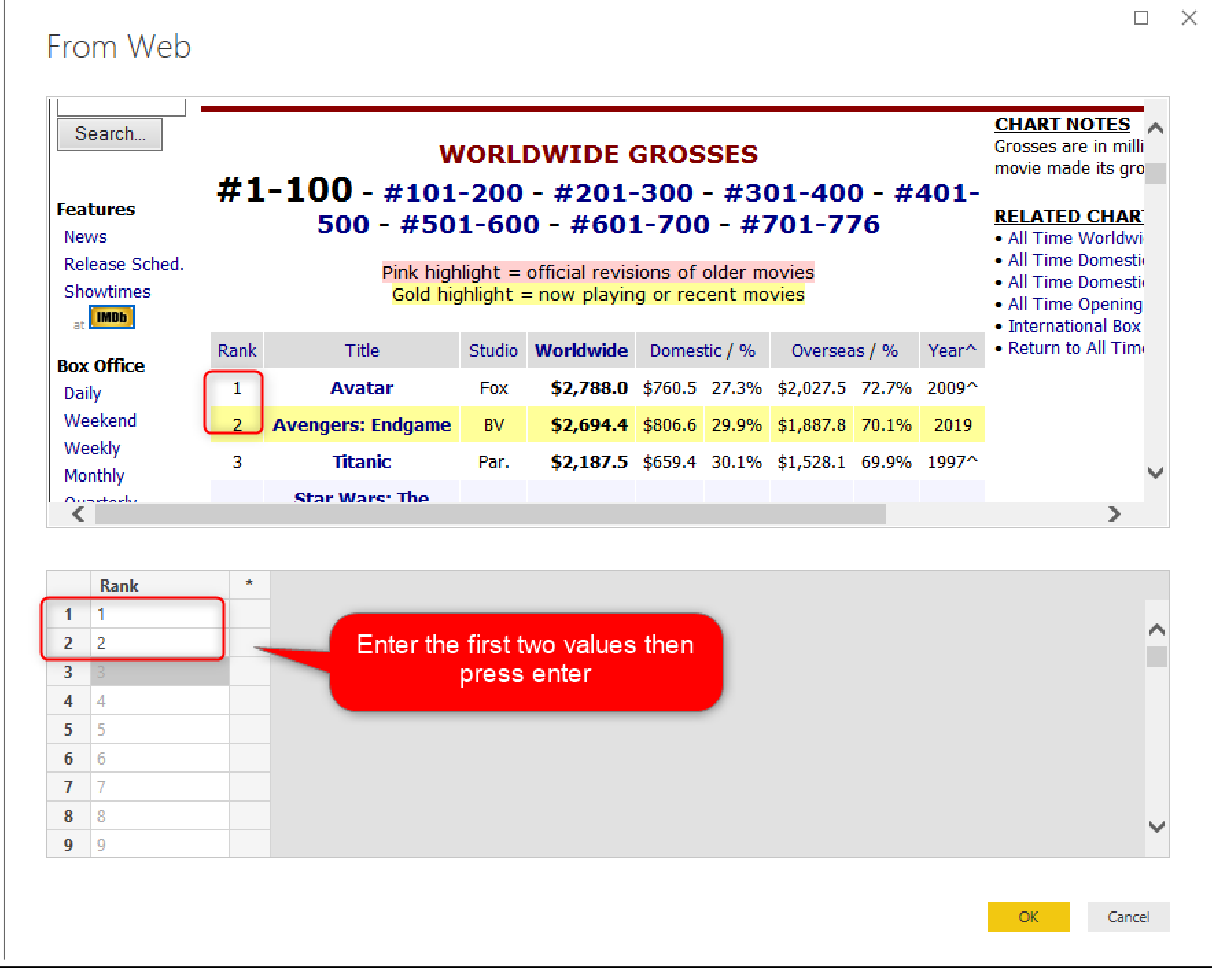 From Web
Search...
WORLDWIDE GROSSES
#1-100 - #101-200 - #201-300 - #301-400 - #401-
500 - #501-600 - #601-700 - #701-776
Pink highlight = official revisions of older movies
Gold highlight = now playing or recent movies
Features
News
Release Sched.
Showtimes
at IMDb
Box Office
Daily
Weekend
Weekly
Monthly
Quarterly
Rank Title Studio Worldwide Domestic / % Overseas / % Year^
1 Avatar Fox $2,788.0 $760.5 27.3% $2,027.5 72.7% 2009^
2 Avengers: Endgame BV $2,694.4 $806.6 29.9% $1,887.8 70.1% 2019
3 Titanic Par. $2,187.5 $659.4 30.1% $1,528.1 69.9% 1997^
Star Wars: The
CHART NOTES
Grosses are in milli
movie made its gro
RELATED CHAR
• All Time Worldwi
• All Time Domesti
• All Time Domesti
• All Time Opening
• International Box
• Return to All Tim
Rank *
1 1
2 2
3 3
4 4
5 5
6 6
7 7
8 8
9 9
Enter the first two values then
press enter
OK Cancel